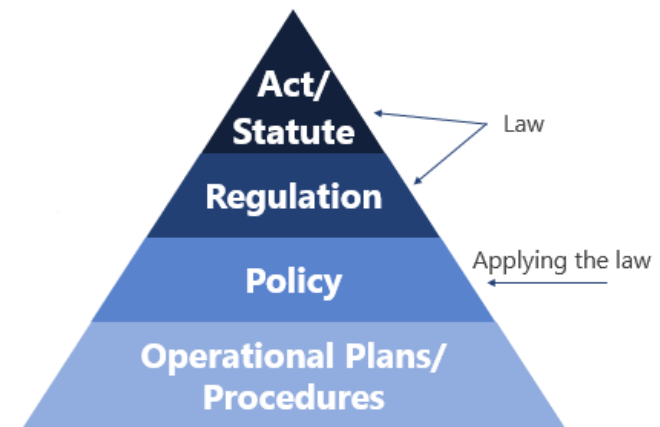 Act/
Statute
Law
Regulation
Applying the law
Policy
Operational Plans/
Procedures